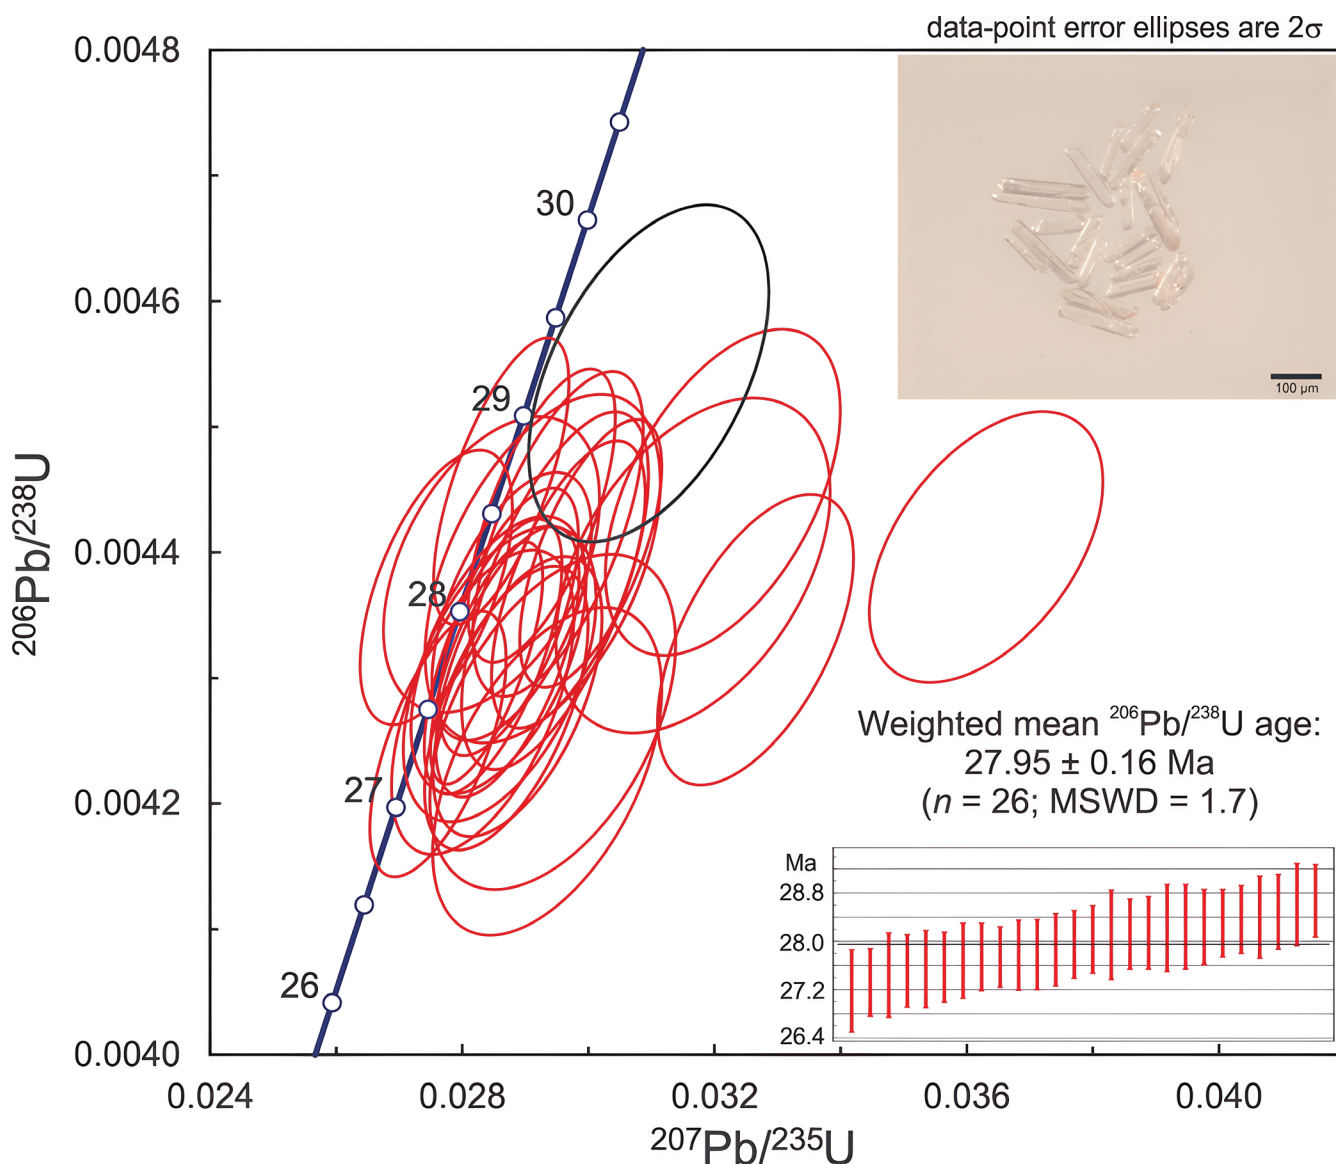 data-point error ellipses are 2σ
0.0048
0.0046
0.0044
0.0042
0.0040
²⁰⁶Pb/²³⁸U
30
29
28
27
26
100 µm
Weighted mean ²⁰⁶Pb/²³⁸U age:
27.95 ± 0.16 Ma
(n = 26; MSWD = 1.7)
Ma
28.8
28.0
27.2
26.4
0.024
0.028
0.032
0.036
0.040
²⁰⁷Pb/²³⁵U